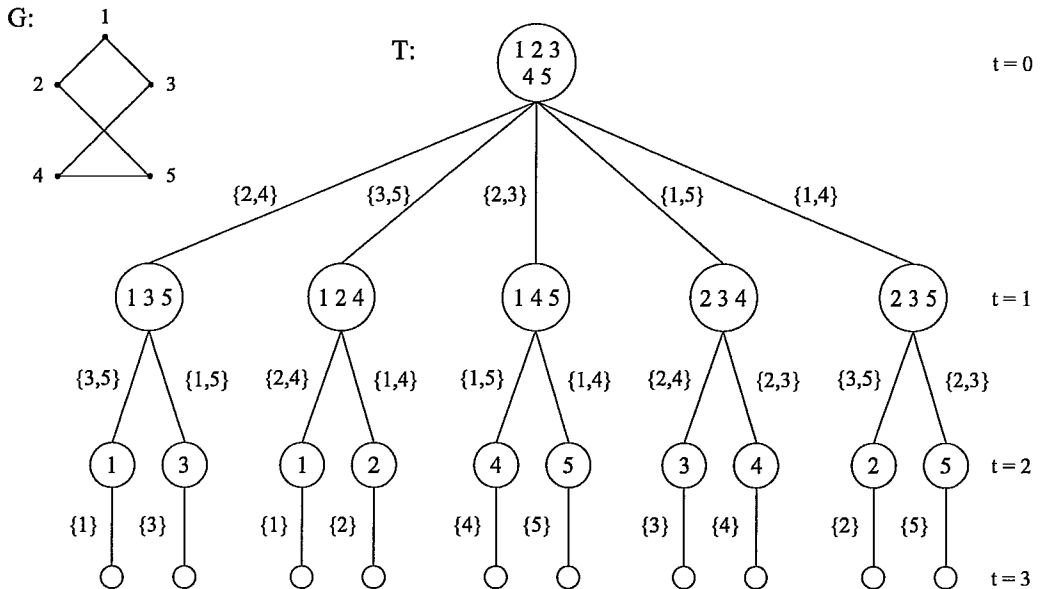 G:
1
2 3
4 5
T:
1 2 3
4 5
t = 0
{2,4} {3,5} {2,3} {1,5} {1,4}
1 3 5 1 2 4 1 4 5 2 3 4 2 3 5 t = 1
{3,5} {1,5} {2,4} {1,4} {1,5} {1,4} {2,4} {2,3} {3,5} {2,3}
1 3 1 2 4 5 3 4 2 5 t = 2
{1} {3} {1} {2} {4} {5} {3} {4} {2} {5}
t = 3